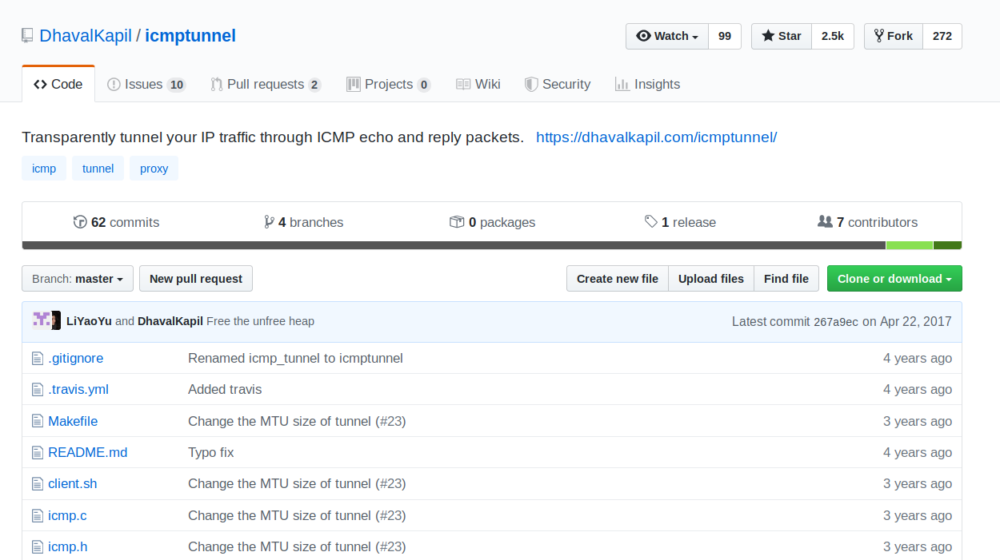 DhavalKapil / icmptunnel
Watch 99 Star 2.5k Fork 272
Code Issues 10 Pull requests 2 Projects 0 Wiki Security Insights
Transparently tunnel your IP traffic through ICMP echo and reply packets. https://dhavalkapil.com/icmptunnel/
icmp tunnel proxy
62 commits 4 branches 0 packages 1 release 7 contributors
Branch: master New pull request Create new file Upload files Find file Clone or download
LiYaoYu and DhavalKapil Free the unfree heap Latest commit 267a9ec on Apr 22, 2017
.gitignore Renamed icmp_tunnel to icmptunnel 4 years ago
.travis.yml Added travis 4 years ago
Makefile Change the MTU size of tunnel (#23) 3 years ago
README.md Typo fix 4 years ago
client.sh Change the MTU size of tunnel (#23) 3 years ago
icmp.c Change the MTU size of tunnel (#23) 3 years ago
icmp.h Change the MTU size of tunnel (#23) 3 years ago